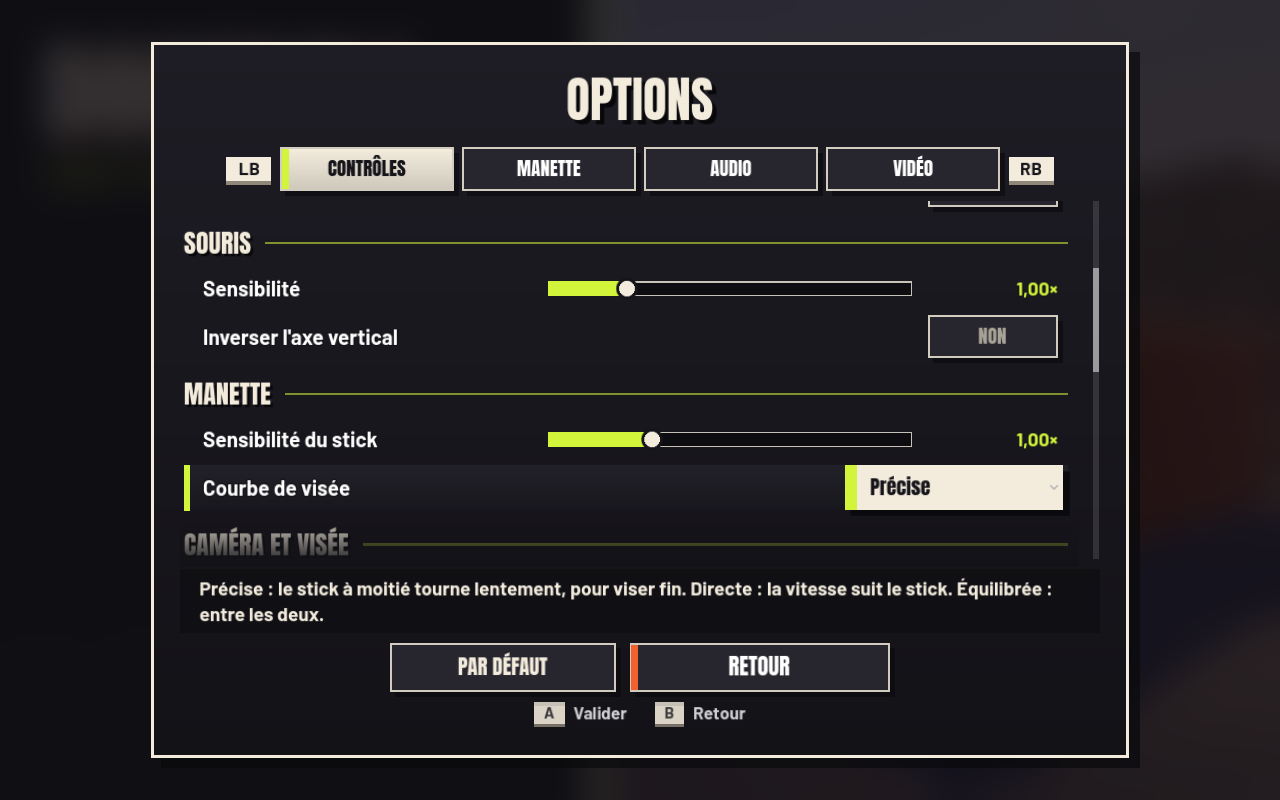 OPTIONS
LB CONTRÔLES MANETTE AUDIO VIDÉO RB
SOURIS
Sensibilité 1,00×
Inverser l'axe vertical NON
MANETTE
Sensibilité du stick 1,00×
Courbe de visée Précise
CAMÉRA ET VISÉE
Précise : le stick à moitié tourne lentement, pour viser fin. Directe : la vitesse suit le stick. Équilibrée :
entre les deux.
PAR DÉFAUT RETOUR
A Valider B Retour